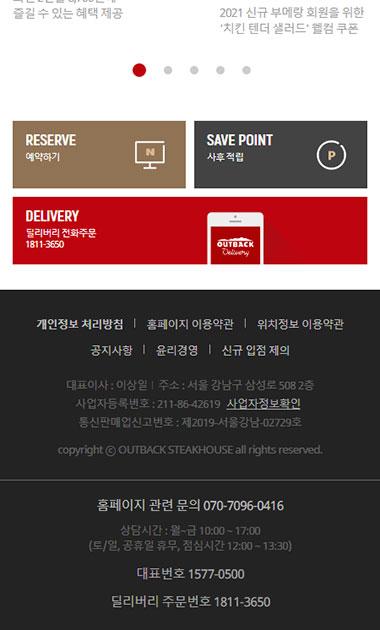 즐길 수 있는 혜택 제공
2021 신규 부메랑 회원을 위한
'치킨 텐더 샐러드' 웰컴 쿠폰
RESERVE
예약하기
N
SAVE POINT
사후 적립
P
DELIVERY
딜리버리 전화주문
1811-3650
OUTBACK
Delivery
개인정보 처리방침 | 홈페이지 이용약관 | 위치정보 이용약관
공지사항 | 윤리경영 | 신규 입점 제의
대표이사 : 이상일 | 주소 : 서울 강남구 삼성로 508 2층
사업자등록번호 : 211-86-42619 사업자정보확인
통신판매업신고번호 : 제2019-서울강남-02729호
copyright ⓒ OUTBACK STEAKHOUSE all rights reserved.
홈페이지 관련 문의 070-7096-0416
상담시간 : 월~금 10:00 ~ 17:00
(토/일, 공휴일 휴무, 점심시간 12:00 ~ 13:30)
대표번호 1577-0500
딜리버리 주문번호 1811-3650